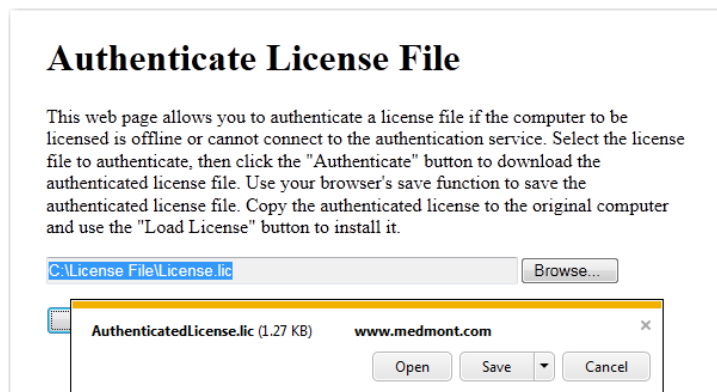 Authenticate License File
This web page allows you to authenticate a license file if the computer to be
licensed is offline or cannot connect to the authentication service. Select the license
file to authenticate, then click the "Authenticate" button to download the
authenticated license file. Use your browser's save function to save the
authenticated license file. Copy the authenticated license to the original computer
and use the "Load License" button to install it.
C:\License File\License.lic Browse...
AuthenticatedLicense.lic (1.27 KB) www.medmont.com ×
Open Save Cancel